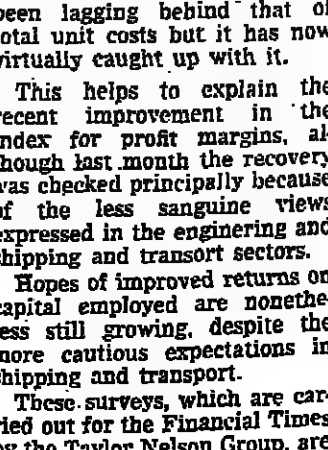 been lagging behind that of
total unit costs but it has now
virtually caught up with it.
This helps to explain the
recent improvement in the
index for profit margins, al-
though last month the recovery
was checked principally because
of the less sanguine views
expressed in the enginering and
shipping and transort sectors.
Hopes of improved returns on
capital employed are nonethe-
less still growing, despite the
more cautious expectations in
shipping and transport.
These surveys, which are car-
ried out for the Financial Times
by the Taylor Nelson Group, are